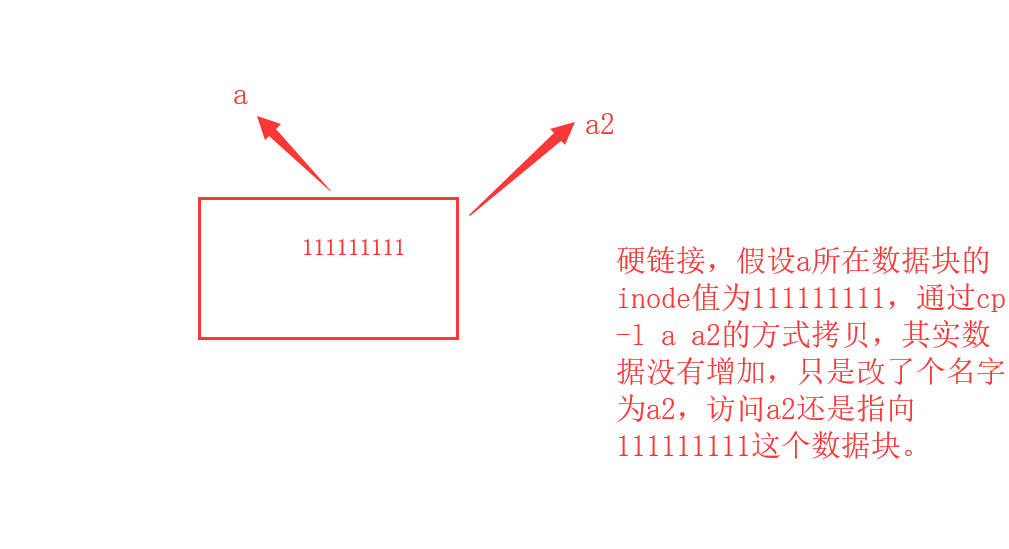 a
a2
111111111
硬链接，假设a所在数据块的
inode值为111111111，通过cp
-l a a2的方式拷贝，其实数
据没有增加，只是改了个名字
为a2，访问a2还是指向
111111111这个数据块。